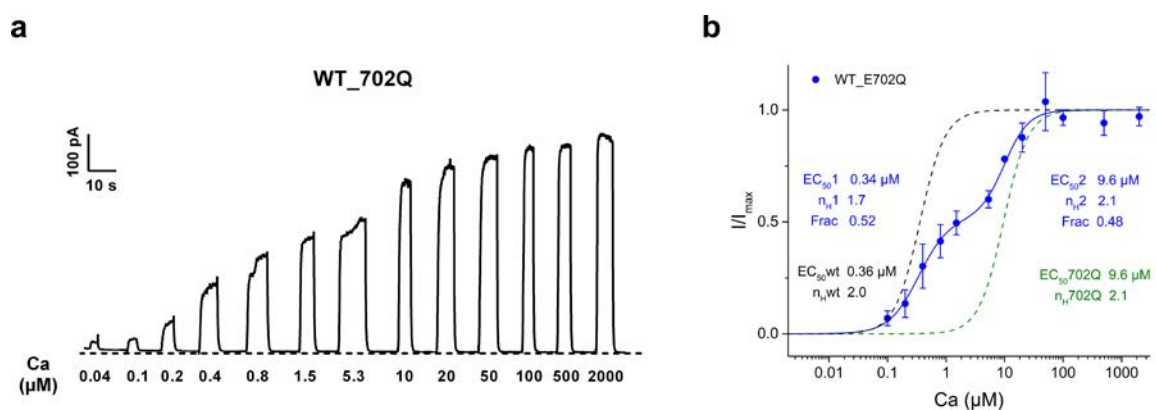 a
WT_702Q
100 pA
10 s
Ca
(µM)
0.04 0.1 0.2 0.4 0.8 1.5 5.3 10 20 50 100 500 2000
b
WT_E702Q
I/Imax
1.0
0.5
0.0
EC501 0.34 µM
nH1 1.7
Frac 0.52
EC502 9.6 µM
nH2 2.1
Frac 0.48
EC50wt 0.36 µM
nHwt 2.0
EC50702Q 9.6 µM
nH702Q 2.1
0.01 0.1 1 10 100 1000
Ca (µM)